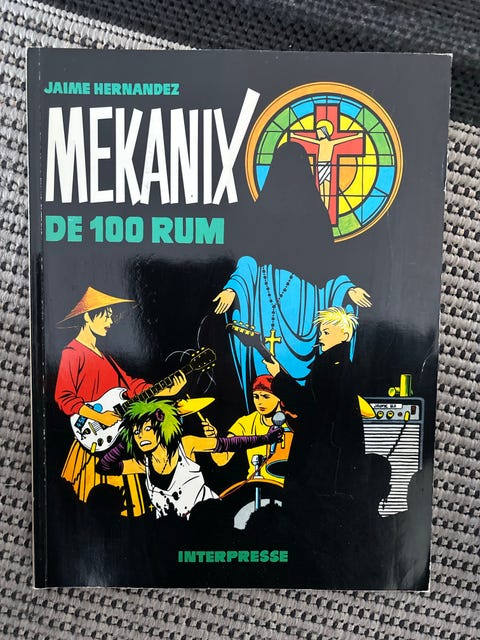 JAIME HERNANDEZ
MEKANIX
DE 100 RUM
INTERPRESSE